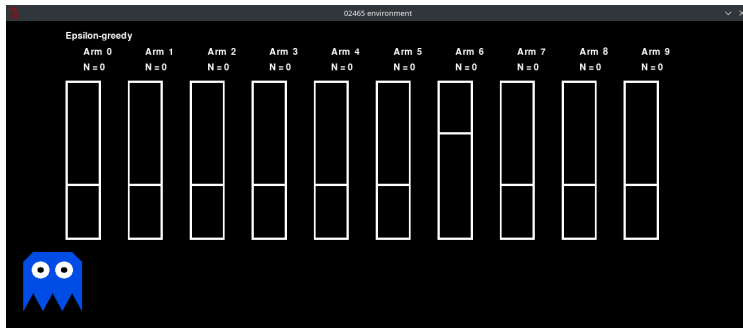 02465 environment
Epsilon-greedy
Arm 0 Arm 1 Arm 2 Arm 3 Arm 4 Arm 5 Arm 6 Arm 7 Arm 8 Arm 9
N = 0 N = 0 N = 0 N = 0 N = 0 N = 0 N = 0 N = 0 N = 0 N = 0